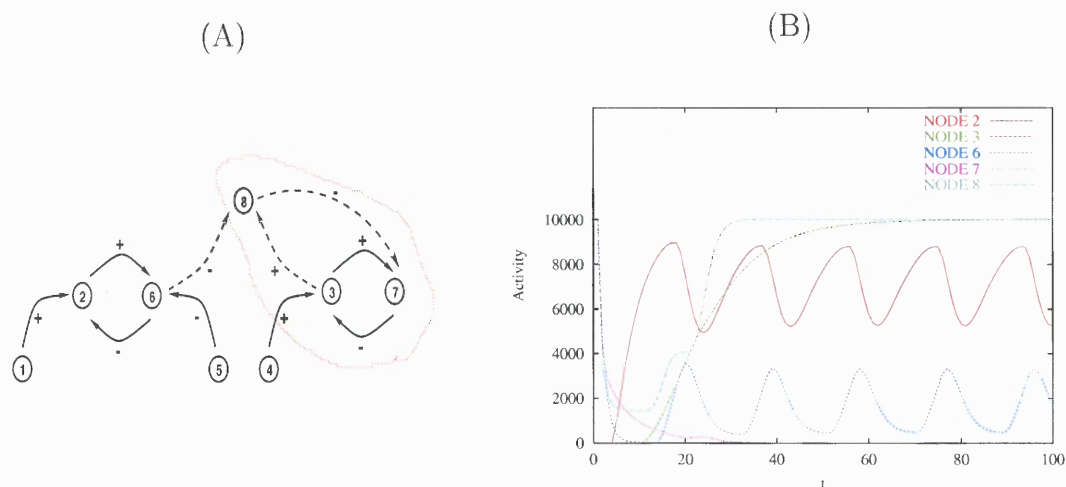 (A)
(B)
8
-
+
-
+
+
2
6
3
7
+
-
+
-
-
1
5
4
NODE 2
NODE 3
NODE 6
NODE 7
NODE 8
10000
8000
6000
4000
2000
0
Activity
0 20 40 60 80 100
t